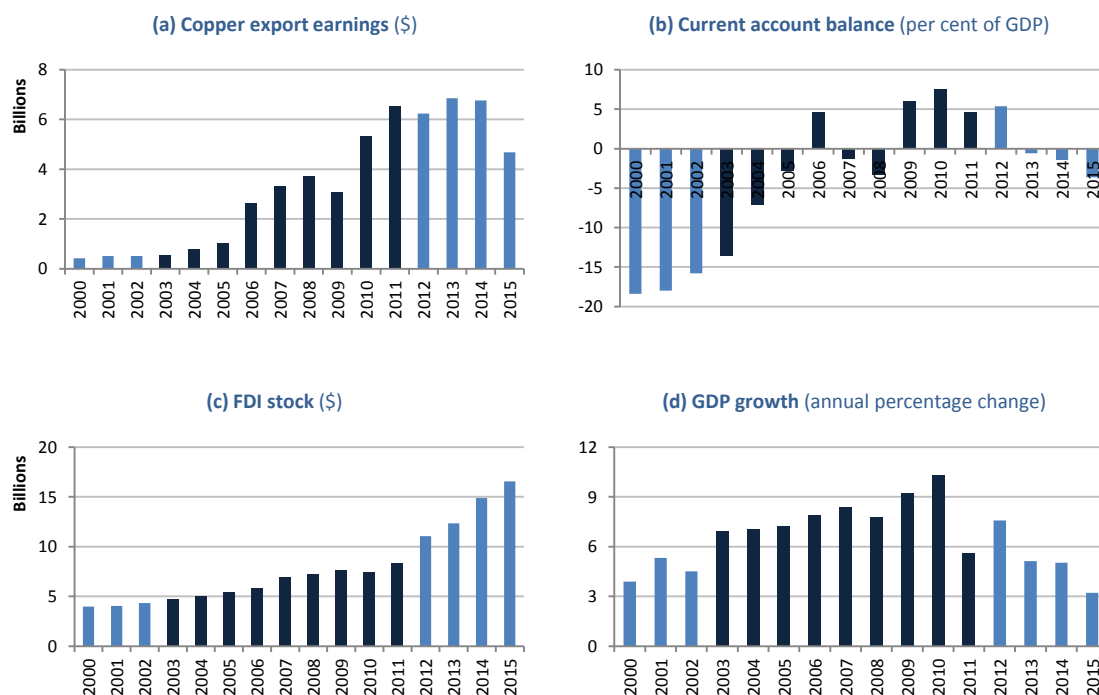 (a) Copper export earnings ($)
Billions
8
6
4
2
0
2000 2001 2002 2003 2004 2005 2006 2007 2008 2009 2010 2011 2012 2013 2014 2015
(b) Current account balance (per cent of GDP)
10
5
0
-5
-10
-15
-20
2000 2001 2002 2003 2004 2005 2006 2007 2008 2009 2010 2011 2012 2013 2014 2015
(c) FDI stock ($)
Billions
20
15
10
5
0
2000 2001 2002 2003 2004 2005 2006 2007 2008 2009 2010 2011 2012 2013 2014 2015
(d) GDP growth (annual percentage change)
12
9
6
3
0
2000 2001 2002 2003 2004 2005 2006 2007 2008 2009 2010 2011 2012 2013 2014 2015